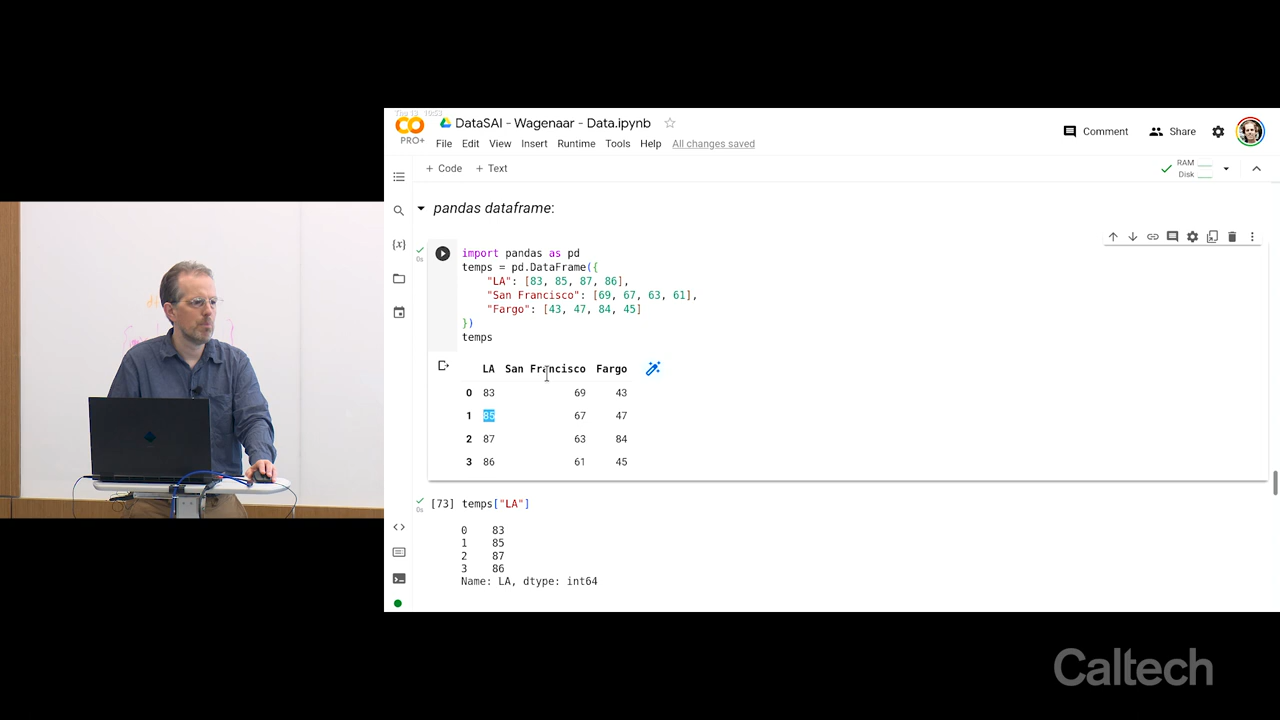 DataSAI - Wagenaar - Data.ipynb
PRO+
File Edit View Insert Runtime Tools Help All changes saved
Comment Share
+ Code + Text
RAM
Disk
pandas dataframe:
0s
import pandas as pd
temps = pd.DataFrame({
"LA": [83, 85, 87, 86],
"San Francisco": [69, 67, 63, 61],
"Fargo": [43, 47, 84, 45]
})
temps
LA San Francisco Fargo
0 83 69 43
1 85 67 47
2 87 63 84
3 86 61 45
0s
[73] temps["LA"]
0 83
1 85
2 87
3 86
Name: LA, dtype: int64
Caltech